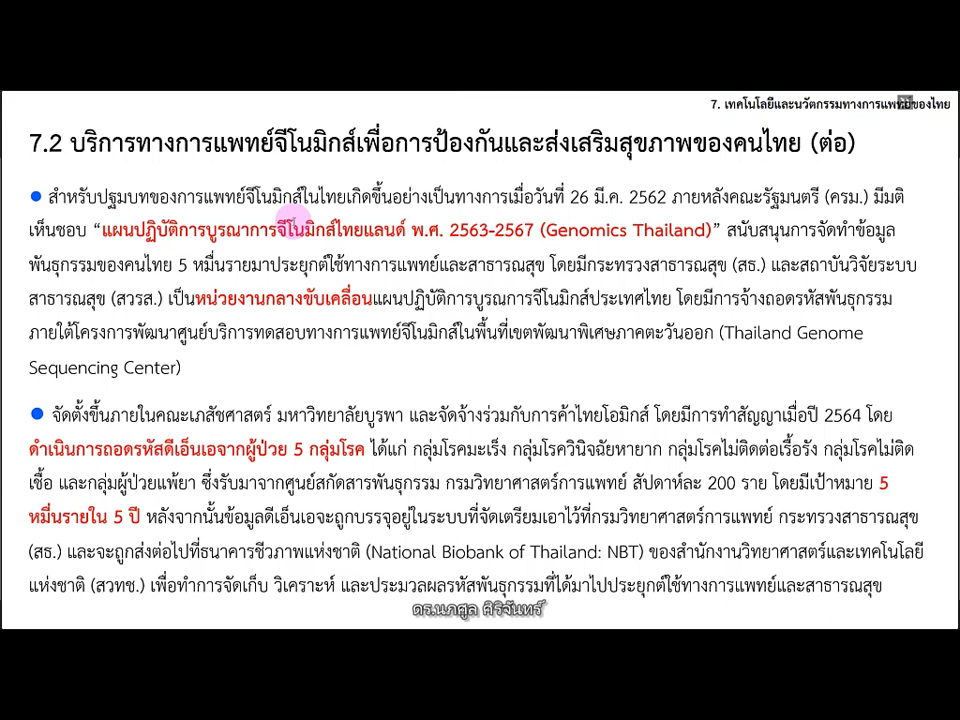 7. เทคโนโลยีและนวัตกรรมทางการแพทย์ของไทย
7.2 บริการทางการแพทย์จีโนมิกส์เพื่อการป้องกันและส่งเสริมสุขภาพของคนไทย (ต่อ)
● สำหรับปฐมบทของการแพทย์จีโนมิกส์ในไทยเกิดขึ้นอย่างเป็นทางการเมื่อวันที่ 26 มี.ค. 2562 ภายหลังคณะรัฐมนตรี (ครม.) มีมติ
เห็นชอบ “แผนปฏิบัติการบูรณาการจีโนมิกส์ไทยแลนด์ พ.ศ. 2563-2567 (Genomics Thailand)” สนับสนุนการจัดทำข้อมูล
พันธุกรรมของคนไทย 5 หมื่นรายมาประยุกต์ใช้ทางการแพทย์และสาธารณสุข โดยมีกระทรวงสาธารณสุข (สธ.) และสถาบันวิจัยระบบ
สาธารณสุข (สวรส.) เป็นหน่วยงานกลางขับเคลื่อนแผนปฏิบัติการบูรณการจีโนมิกส์ประเทศไทย โดยมีการจ้างถอดรหัสพันธุกรรม
ภายใต้โครงการพัฒนาศูนย์บริการทดสอบทางการแพทย์จีโนมิกส์ในพื้นที่เขตพัฒนาพิเศษภาคตะวันออก (Thailand Genome
Sequencing Center)
● จัดตั้งขึ้นภายในคณะเภสัชศาสตร์ มหาวิทยาลัยบูรพา และจัดจ้างร่วมกับการค้าไทยโอมิกส์ โดยมีการทำสัญญาเมื่อปี 2564 โดย
ดำเนินการถอดรหัสดีเอ็นเอจากผู้ป่วย 5 กลุ่มโรค ได้แก่ กลุ่มโรคมะเร็ง กลุ่มโรควินิจฉัยหายาก กลุ่มโรคไม่ติดต่อเรื้อรัง กลุ่มโรคไม่ติด
เชื้อ และกลุ่มผู้ป่วยแพ้ยา ซึ่งรับมาจากศูนย์สกัดสารพันธุกรรม กรมวิทยาศาสตร์การแพทย์ สัปดาห์ละ 200 ราย โดยมีเป้าหมาย 5
หมื่นรายใน 5 ปี หลังจากนั้นข้อมูลดีเอ็นเอจะถูกบรรจุอยู่ในระบบที่จัดเตรียมเอาไว้ที่กรมวิทยาศาสตร์การแพทย์ กระทรวงสาธารณสุข
(สธ.) และจะถูกส่งต่อไปที่ธนาคารชีวภาพแห่งชาติ (National Biobank of Thailand: NBT) ของสำนักงานวิทยาศาสตร์และเทคโนโลยี
แห่งชาติ (สวทช.) เพื่อทำการจัดเก็บ วิเคราะห์ และประมวลผลรหัสพันธุกรรมที่ได้มาไปประยุกต์ใช้ทางการแพทย์และสาธารณสุข
ดร.นภศูล ศิริจันทร์